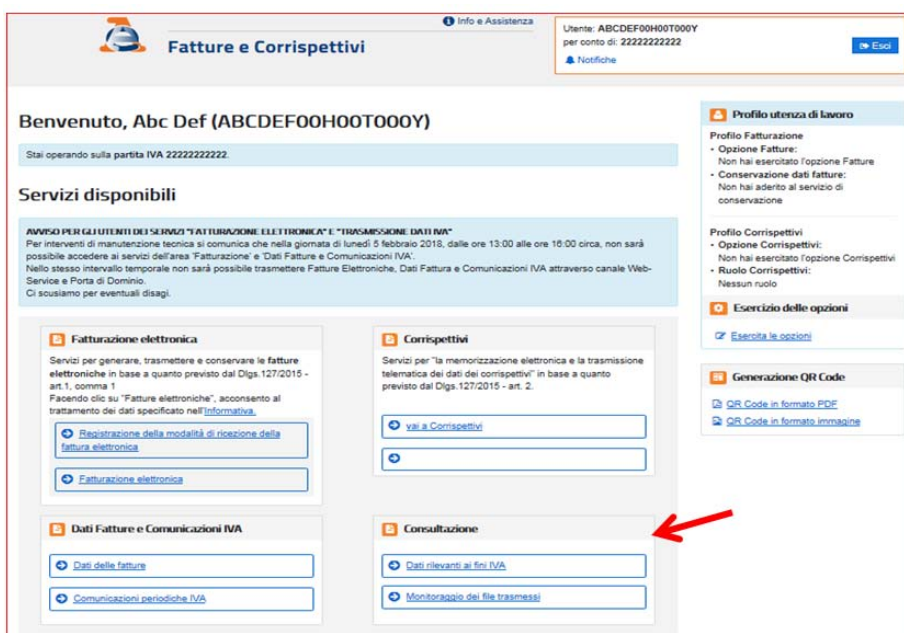 Info e Assistenza
Fatture e Corrispettivi
Utente: ABCDEF00H00T000Y
per conto di: 22222222222
Notifiche
Esci
Benvenuto, Abc Def (ABCDEF00H00T000Y)
Stai operando sulla partita IVA 22222222222.
Servizi disponibili
AVVISO PER GLI UTENTI DEI SERVIZI "FATTURAZIONE ELETTRONICA" E "TRASMISSIONE DATI IVA"
Per interventi di manutenzione tecnica si comunica che nella giornata di lunedì 5 febbraio 2018, dalle ore 13:00 alle ore 16:00 circa, non sarà
possibile accedere ai servizi dell'area 'Fatturazione' e 'Dati Fatture e Comunicazioni IVA'.
Nello stesso intervallo temporale non sarà possibile trasmettere Fatture Elettroniche, Dati Fattura e Comunicazioni IVA attraverso canale Web-
Service e Porta di Dominio.
Ci scusiamo per eventuali disagi.
Fatturazione elettronica
Servizi per generare, trasmettere e conservare le fatture
elettroniche in base a quanto previsto dal Dlgs.127/2015 -
art.1, comma 1
Facendo clic su "Fatture elettroniche", acconsento al
trattamento dei dati specificato nell'Informativa.
Registrazione della modalità di ricezione della
fattura elettronica
Fatturazione elettronica
Corrispettivi
Servizi per "la memorizzazione elettronica e la trasmissione
telematica dei dati dei corrispettivi" in base a quanto
previsto dal Dlgs.127/2015 - art. 2.
vai a Corrispettivi
Dati Fatture e Comunicazioni IVA
Dati delle fatture
Comunicazioni periodiche IVA
Consultazione
Dati rilevanti ai fini IVA
Monitoraggio dei file trasmessi
Profilo utenza di lavoro
Profilo Fatturazione
• Opzione Fatture:
Non hai esercitato l'opzione Fatture
• Conservazione dati fatture:
Non hai aderito al servizio di
conservazione
Profilo Corrispettivi
• Opzione Corrispettivi:
Non hai esercitato l'opzione Corrispettivi
• Ruolo Corrispettivi:
Nessun ruolo
Esercizio delle opzioni
Esercita le opzioni
Generazione QR Code
QR Code in formato PDF
QR Code in formato immagine